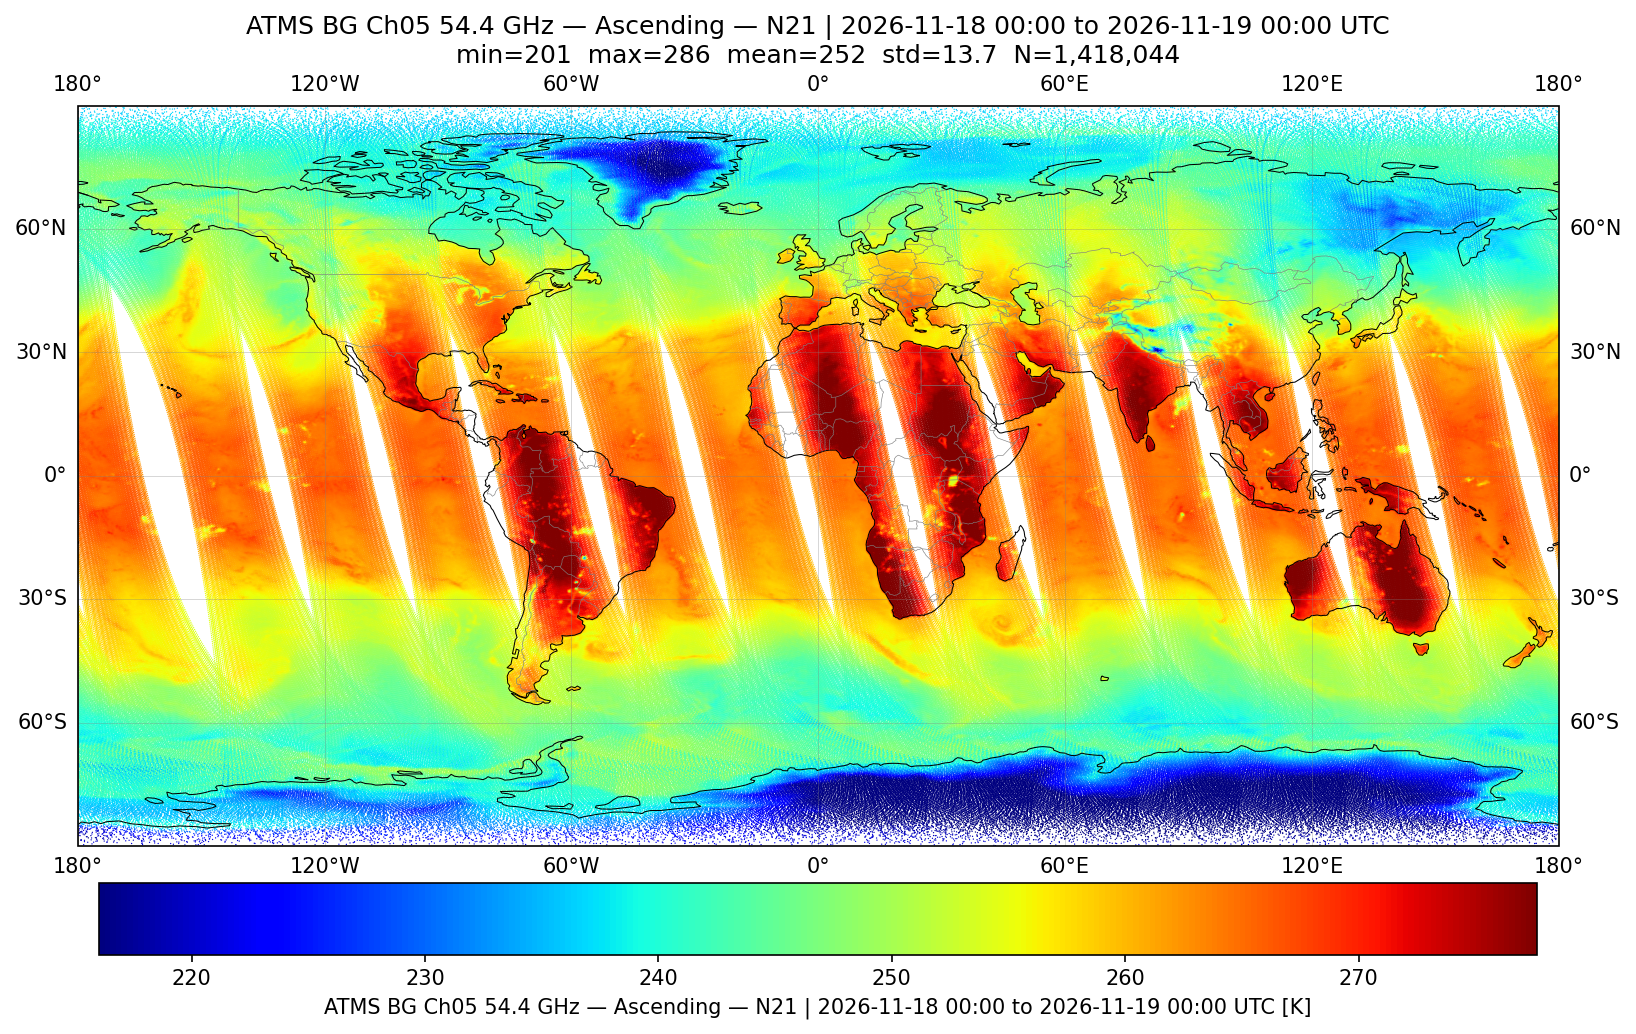 ATMS BG Ch05 54.4 GHz — Ascending — N21 | 2026-11-18 00:00 to 2026-11-19 00:00 UTC
min=201  max=286  mean=252  std=13.7  N=1,418,044
180° 120°W 60°W 0° 60°E 120°E 180°
60°N 60°N
30°N 30°N
0° 0°
30°S 30°S
60°S 60°S
180° 120°W 60°W 0° 60°E 120°E 180°
220 230 240 250 260 270
ATMS BG Ch05 54.4 GHz — Ascending — N21 | 2026-11-18 00:00 to 2026-11-19 00:00 UTC [K]